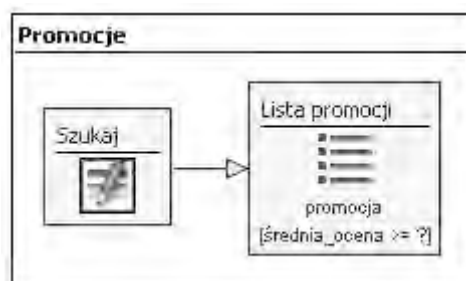 Promocje
Szukaj
Lista promocji
promocja
[średnia_ocena >= ?]